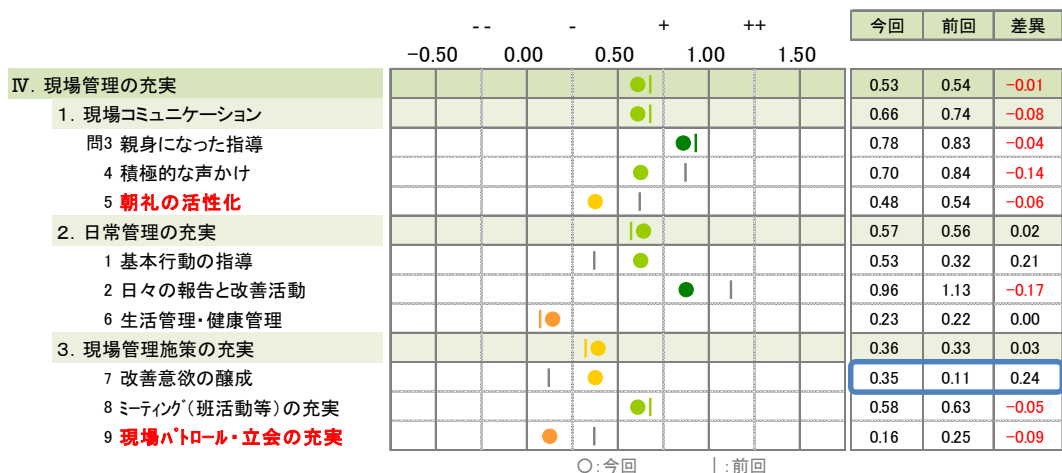 -- - + ++ 今回 前回 差異
-0.50 0.00 0.50 1.00 1.50
Ⅳ. 現場管理の充実 0.53 0.54 -0.01
1. 現場コミュニケーション 0.66 0.74 -0.08
問3 親身になった指導 0.78 0.83 -0.04
4 積極的な声かけ 0.70 0.84 -0.14
5 朝礼の活性化 0.48 0.54 -0.06
2. 日常管理の充実 0.57 0.56 0.02
1 基本行動の指導 0.53 0.32 0.21
2 日々の報告と改善活動 0.96 1.13 -0.17
6 生活管理・健康管理 0.23 0.22 0.00
3. 現場管理施策の充実 0.36 0.33 0.03
7 改善意欲の醸成 0.35 0.11 0.24
8 ﾐｰﾃｨﾝｸﾞ(班活動等)の充実 0.58 0.63 -0.05
9 現場ﾊﾟﾄﾛｰﾙ・立会の充実 0.16 0.25 -0.09
○:今回 |:前回